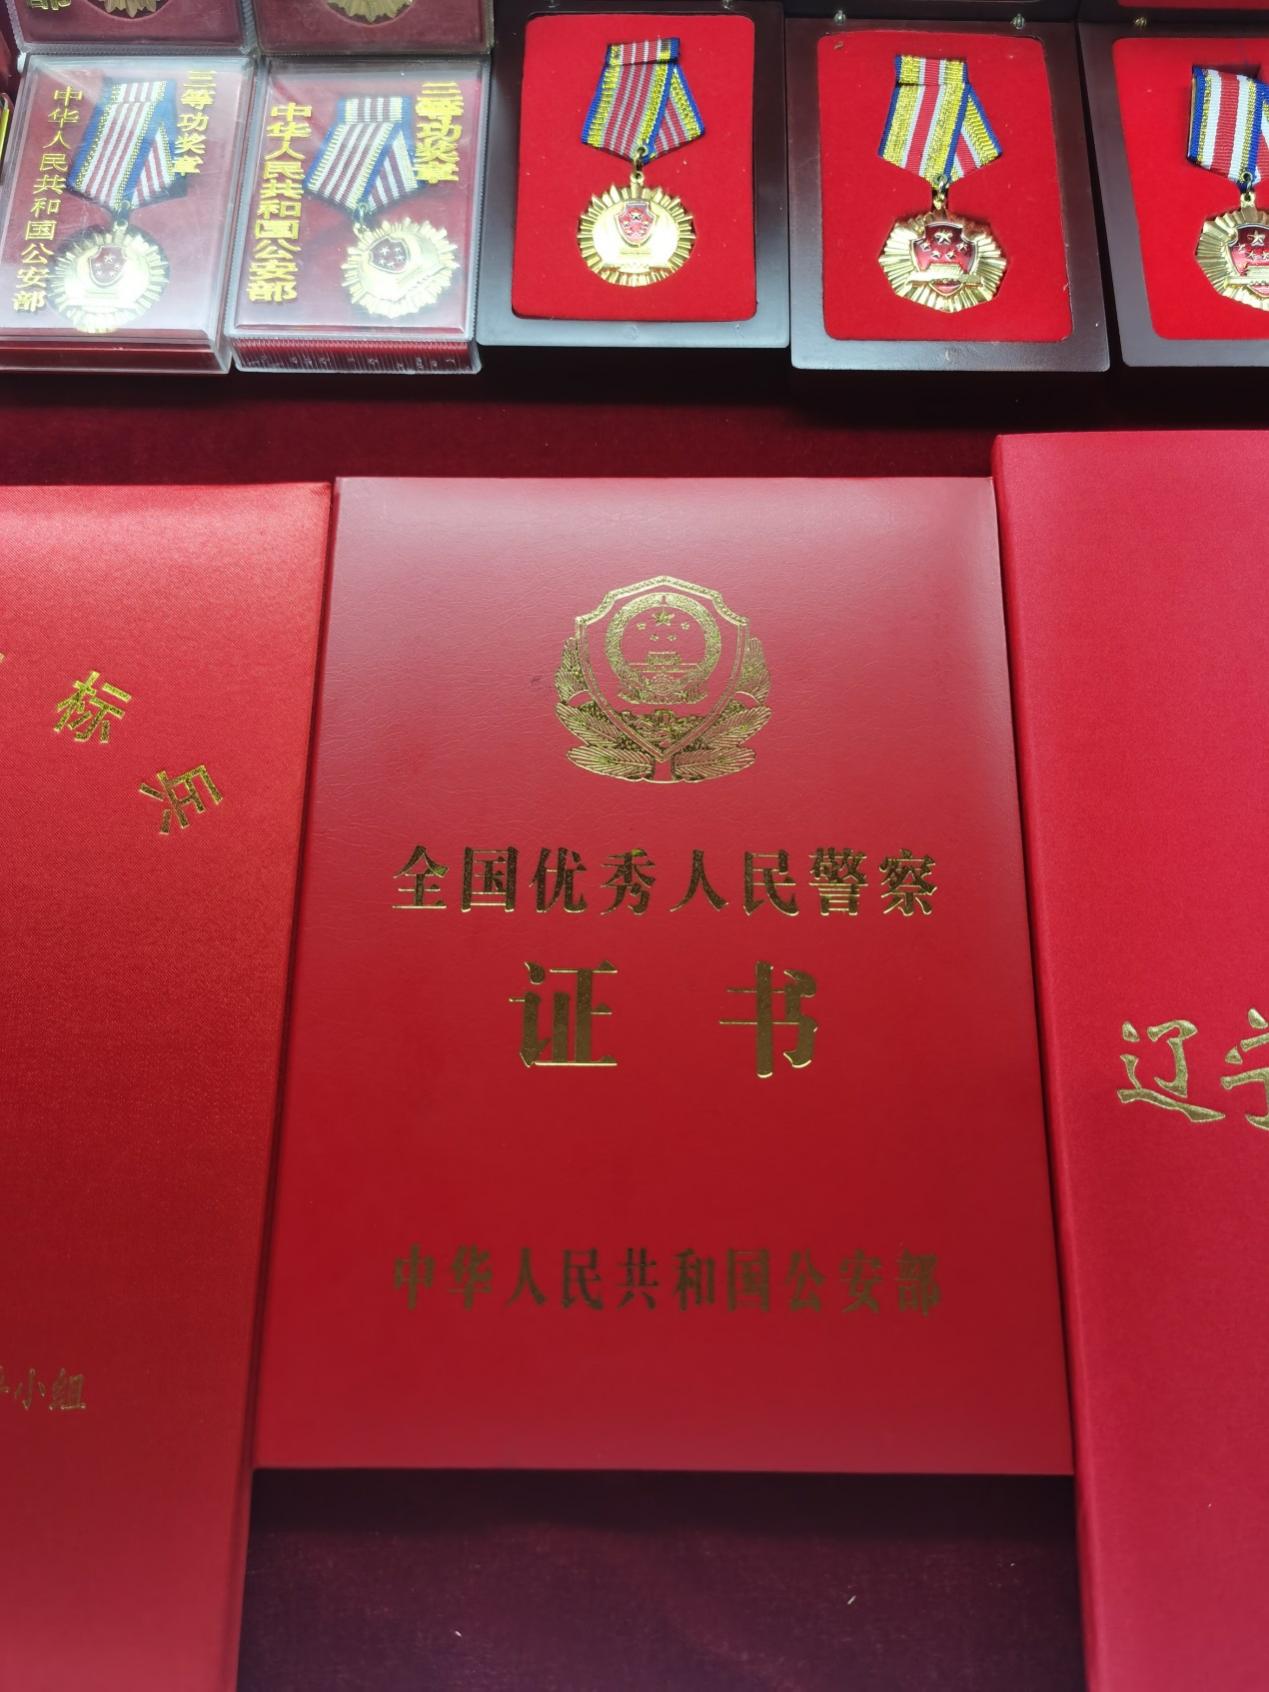 三等功奖章
中华人民共和国公安部
三等功奖章
中华人民共和国公安部
标兵
小组
全国优秀人民警察
证书
中华人民共和国公安部
辽宁